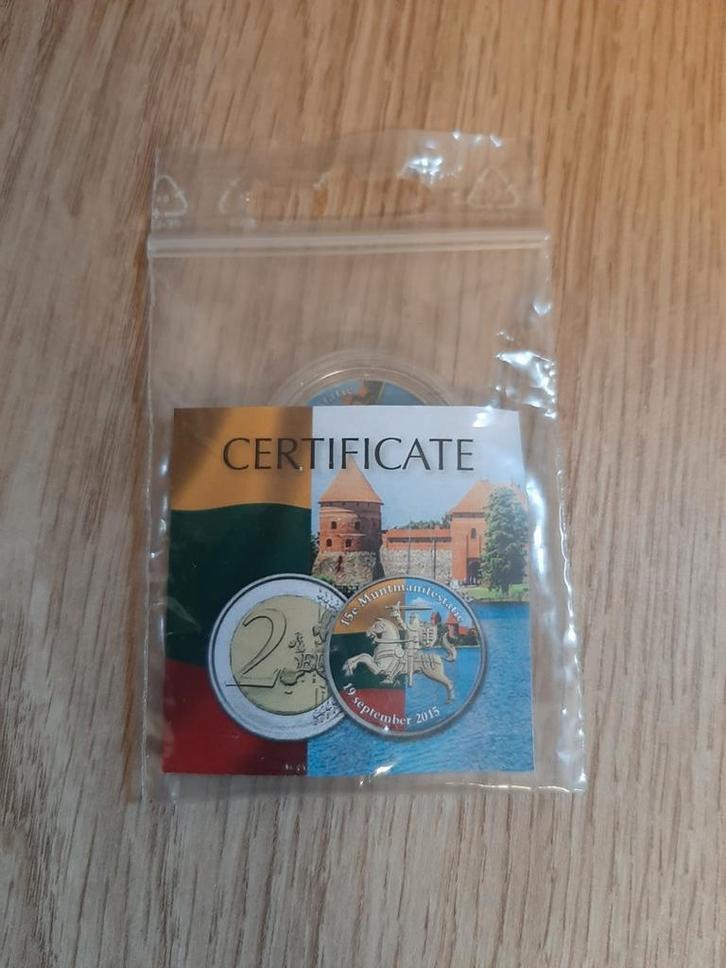 CERTIFICATE
2
15e Muntmanifestatie
19 september 2015